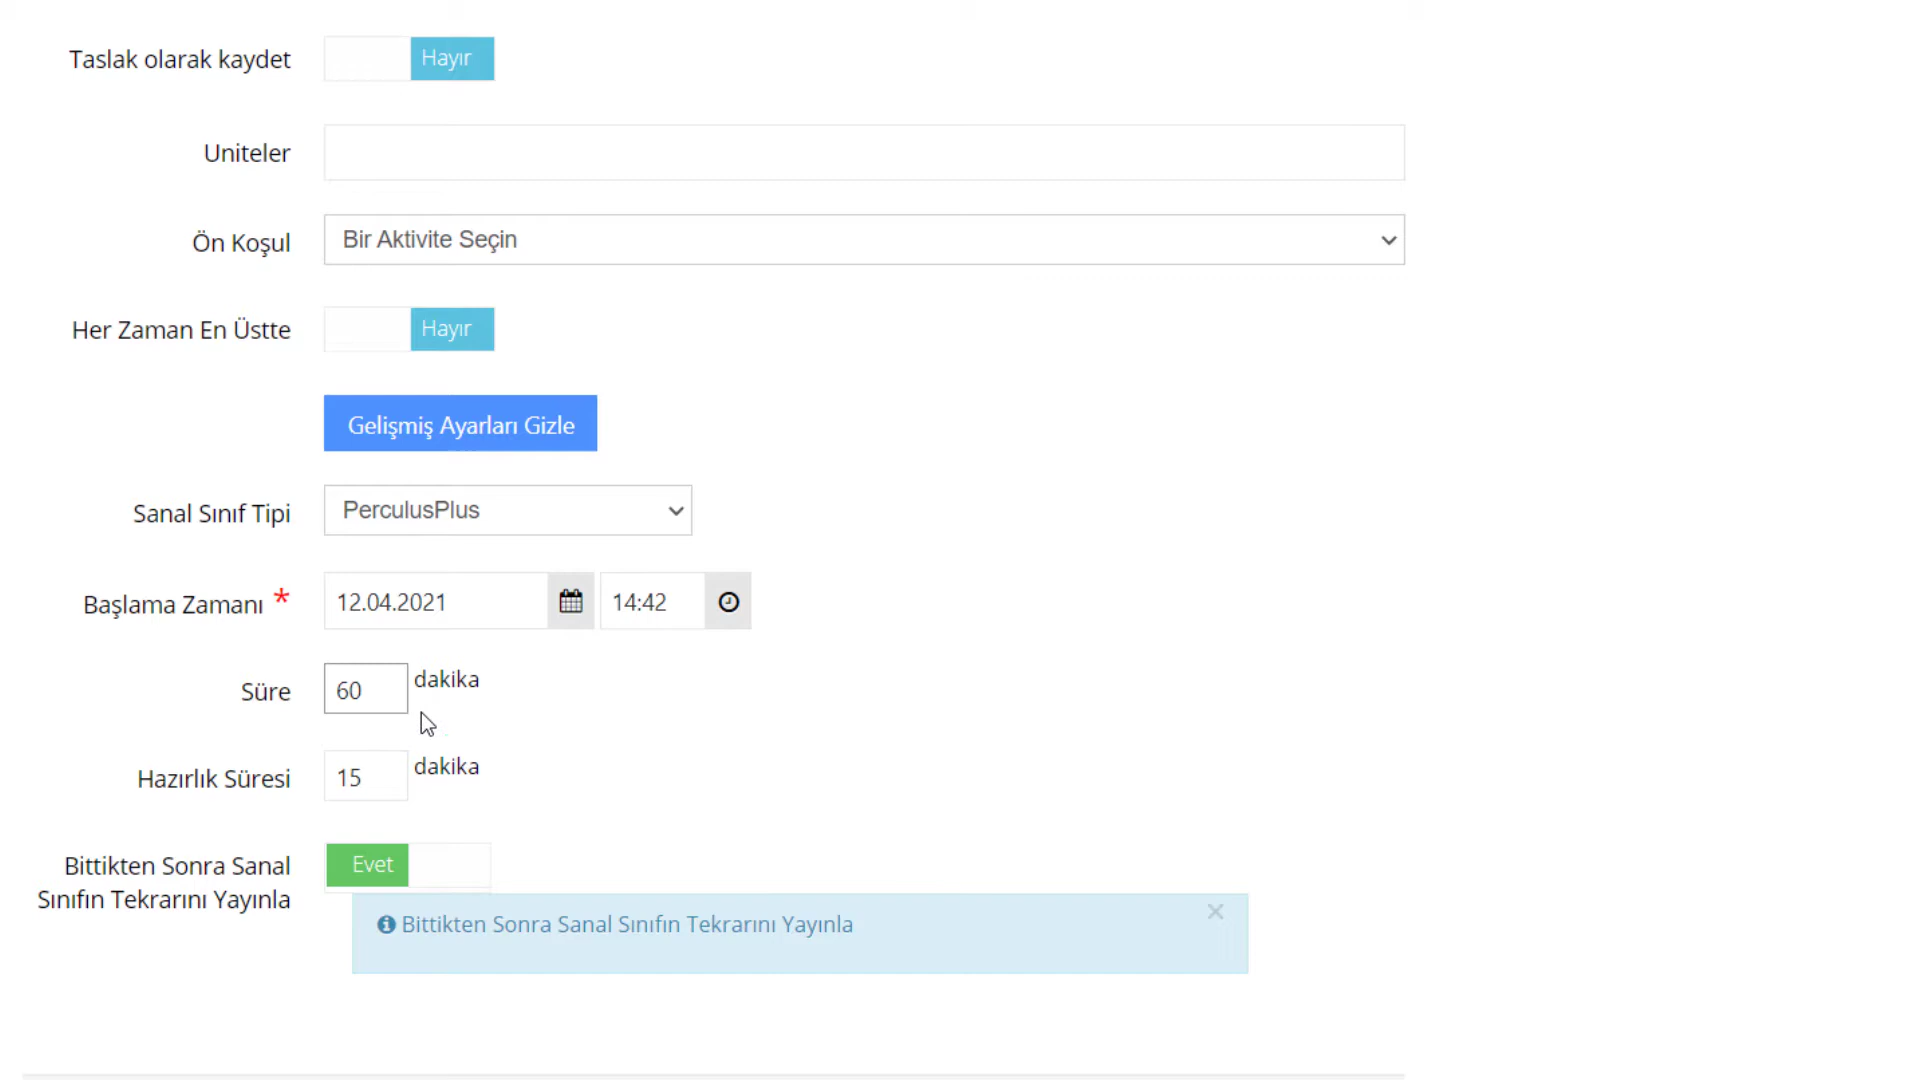 Taslak olarak kaydet Hayır
Uniteler
Ön Koşul Bir Aktivite Seçin
Her Zaman En Üstte Hayır
Gelişmiş Ayarları Gizle
Sanal Sınıf Tipi PerculusPlus
Başlama Zamanı * 12.04.2021 14:42
Süre 60 dakika
Hazırlık Süresi 15 dakika
Bittikten Sonra Sanal Evet
Sınıfın Tekrarını Yayınla
Bittikten Sonra Sanal Sınıfın Tekrarını Yayınla